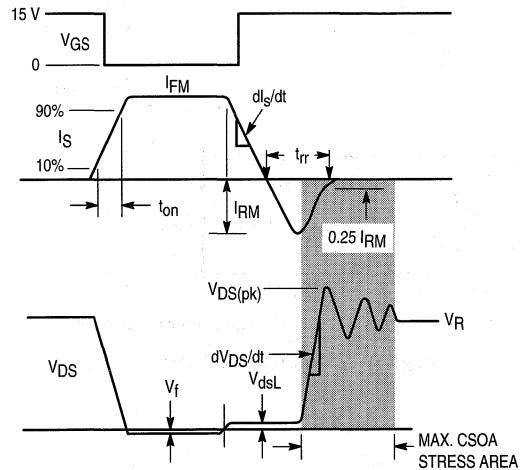 15 V
VGS
0
IFM
90%
dIs/dt
IS
trr
10%
ton
IRM
0.25 IRM
VDS(pk)
VR
dVDS/dt
VDS
Vf
VdsL
MAX. CSOA
STRESS AREA